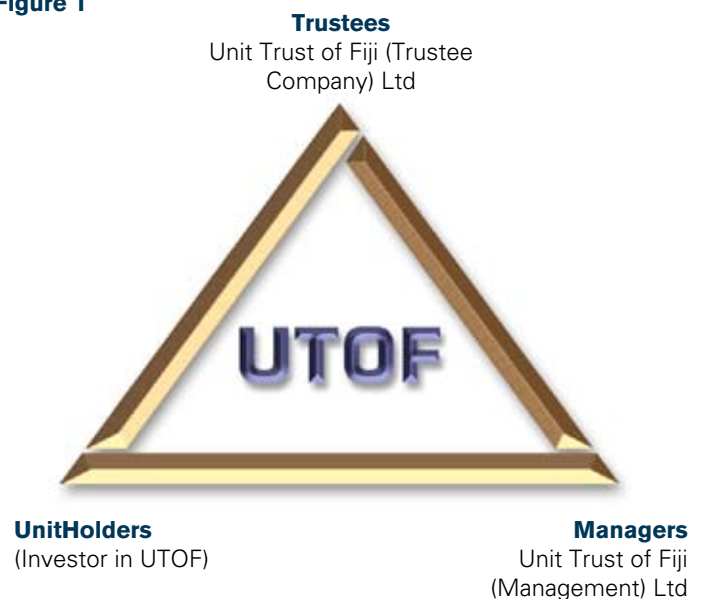 Figure 1
Trustees
Unit Trust of Fiji (Trustee
Company) Ltd
UTOF
UnitHolders
(Investor in UTOF)
Managers
Unit Trust of Fiji
(Management) Ltd